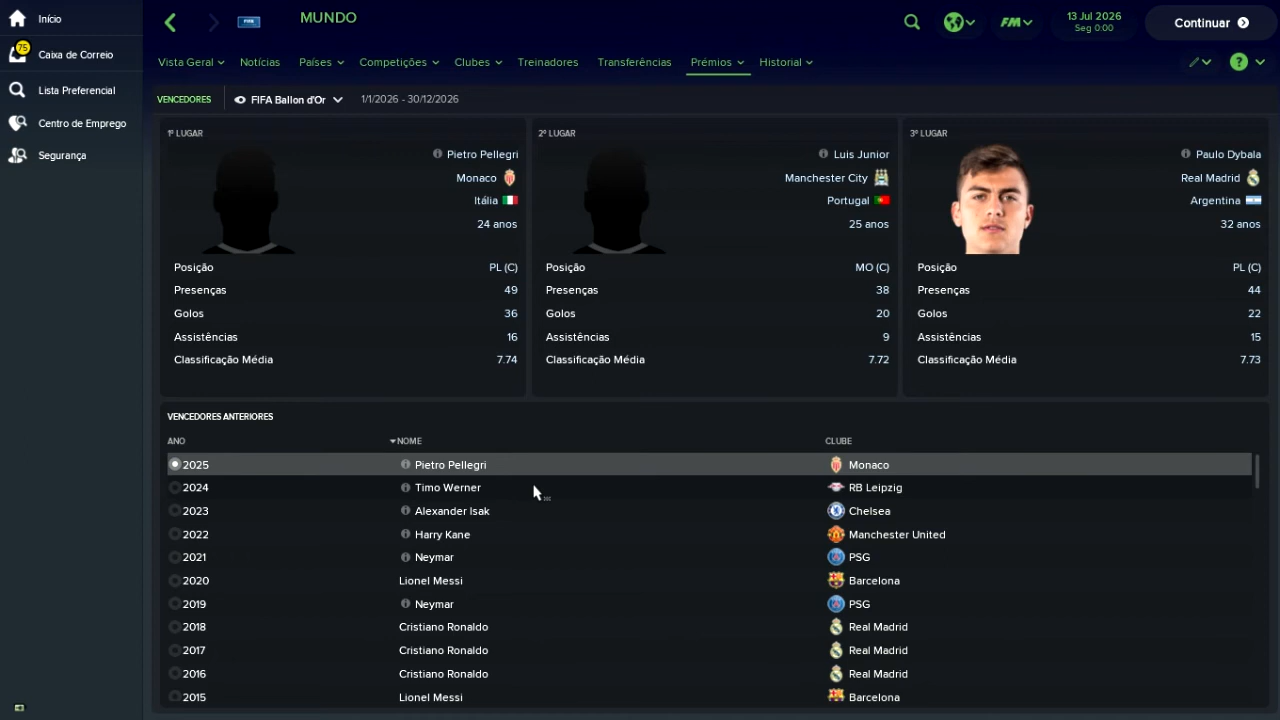 Início
75
Caixa de Correio
Lista Preferencial
Centro de Emprego
Segurança
MUNDO
FM
13 Jul 2026
Seg 0:00
Continuar
Vista Geral
Notícias
Países
Competições
Clubes
Treinadores
Transferências
Prémios
Historial
?
VENCEDORES
FIFA Ballon d'Or
1/1/2026 - 30/12/2026
1º LUGAR
Pietro Pellegri
Monaco
Itália
24 anos
Posição PL (C)
Presenças 49
Golos 36
Assistências 16
Classificação Média 7.74
2º LUGAR
Luis Junior
Manchester City
Portugal
25 anos
Posição MO (C)
Presenças 38
Golos 20
Assistências 9
Classificação Média 7.72
3º LUGAR
Paulo Dybala
Real Madrid
Argentina
32 anos
Posição PL (C)
Presenças 44
Golos 22
Assistências 15
Classificação Média 7.73
VENCEDORES ANTERIORES
ANO NOME CLUBE
2025 Pietro Pellegri Monaco
2024 Timo Werner RB Leipzig
2023 Alexander Isak Chelsea
2022 Harry Kane Manchester United
2021 Neymar PSG
2020 Lionel Messi Barcelona
2019 Neymar PSG
2018 Cristiano Ronaldo Real Madrid
2017 Cristiano Ronaldo Real Madrid
2016 Cristiano Ronaldo Real Madrid
2015 Lionel Messi Barcelona